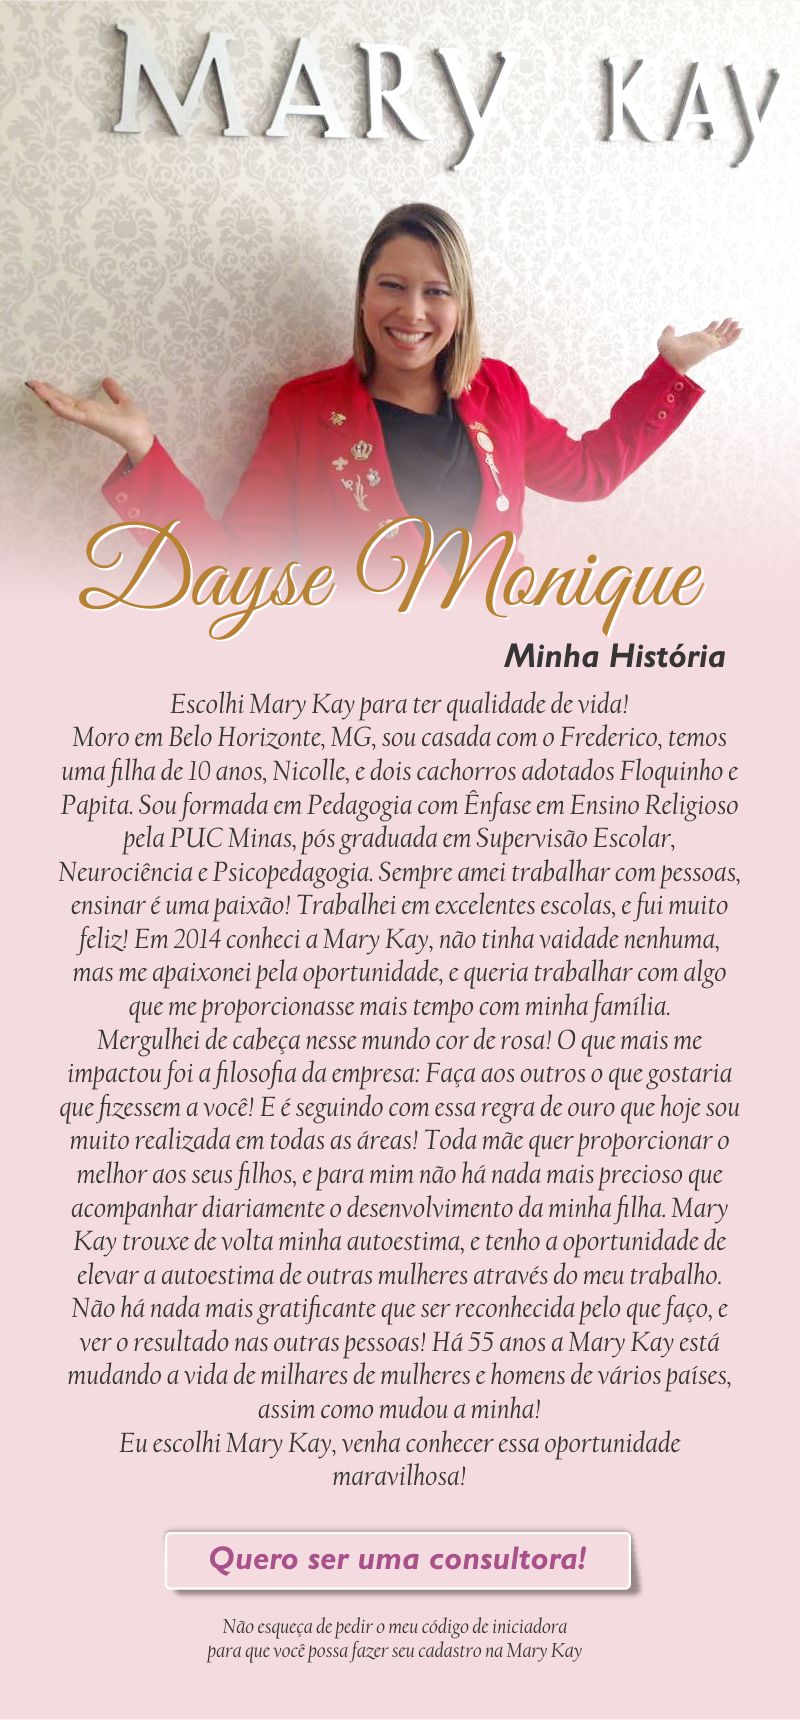 MARY KAY
Dayse Monique
Minha História
Escolhi Mary Kay para ter qualidade de vida!
Moro em Belo Horizonte, MG, sou casada com o Frederico, temos
uma filha de 10 anos, Nicolle, e dois cachorros adotados Floquinho e
Papita. Sou formada em Pedagogia com Ênfase em Ensino Religioso
pela PUC Minas, pós graduada em Supervisão Escolar,
Neurociência e Psicopedagogia. Sempre amei trabalhar com pessoas,
ensinar é uma paixão! Trabalhei em excelentes escolas, e fui muito
feliz! Em 2014 conheci a Mary Kay, não tinha vaidade nenhuma,
mas me apaixonei pela oportunidade, e queria trabalhar com algo
que me proporcionasse mais tempo com minha família.
Mergulhei de cabeça nesse mundo cor de rosa! O que mais me
impactou foi a filosofia da empresa: Faça aos outros o que gostaria
que fizessem a você! E é seguindo com essa regra de ouro que hoje sou
muito realizada em todas as áreas! Toda mãe quer proporcionar o
melhor aos seus filhos, e para mim não há nada mais precioso que
acompanhar diariamente o desenvolvimento da minha filha. Mary
Kay trouxe de volta minha autoestima, e tenho a oportunidade de
elevar a autoestima de outras mulheres através do meu trabalho.
Não há nada mais gratificante que ser reconhecida pelo que faço, e
ver o resultado nas outras pessoas! Há 55 anos a Mary Kay está
mudando a vida de milhares de mulheres e homens de vários países,
assim como mudou a minha!
Eu escolhi Mary Kay, venha conhecer essa oportunidade
maravilhosa!
Quero ser uma consultora!
Não esqueça de pedir o meu código de iniciadora
para que você possa fazer seu cadastro na Mary Kay